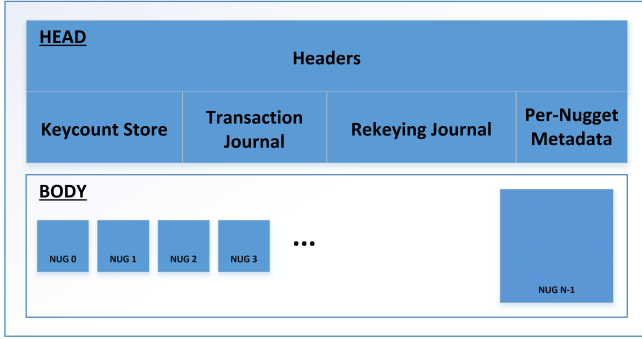 HEAD
Headers
Keycount Store
Transaction
Journal
Rekeying Journal
Per-Nugget
Metadata
BODY
NUG 0
NUG 1
NUG 2
NUG 3
...
NUG N-1